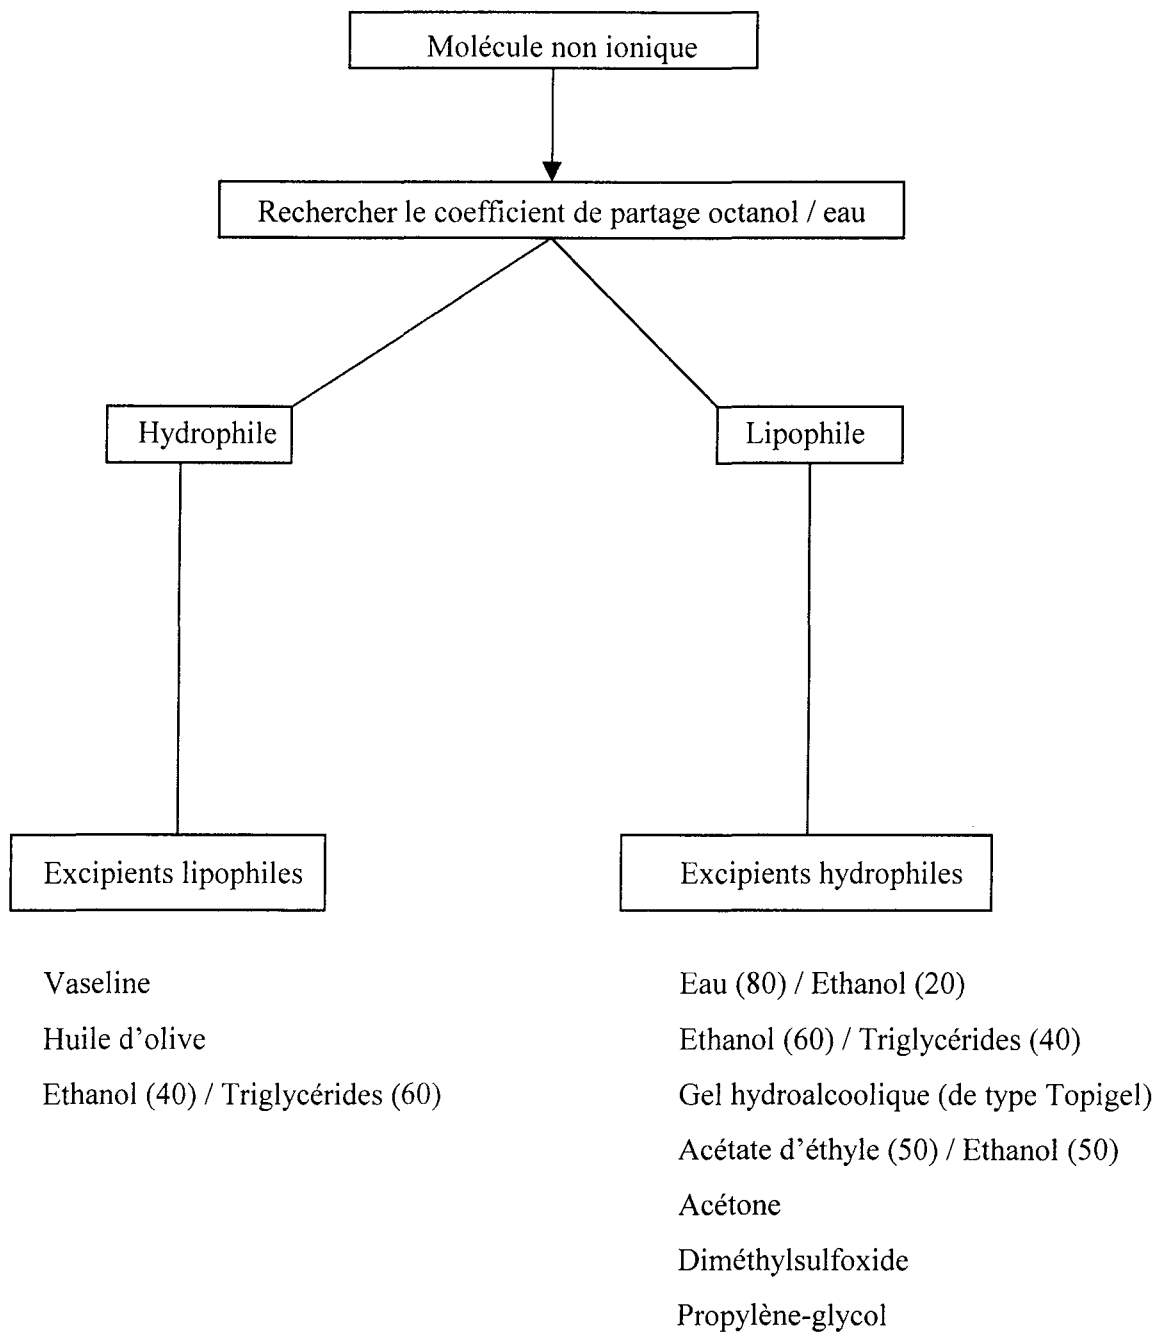 Molécule non ionique
Rechercher le coefficient de partage octanol / eau
Hydrophile
Lipophile
Excipients lipophiles
Excipients hydrophiles
Vaseline
Huile d'olive
Ethanol (40) / Triglycérides (60)
Eau (80) / Ethanol (20)
Ethanol (60) / Triglycérides (40)
Gel hydroalcoolique (de type Topigel)
Acétate d'éthyle (50) / Ethanol (50)
Acétone
Diméthylsulfoxide
Propylène-glycol